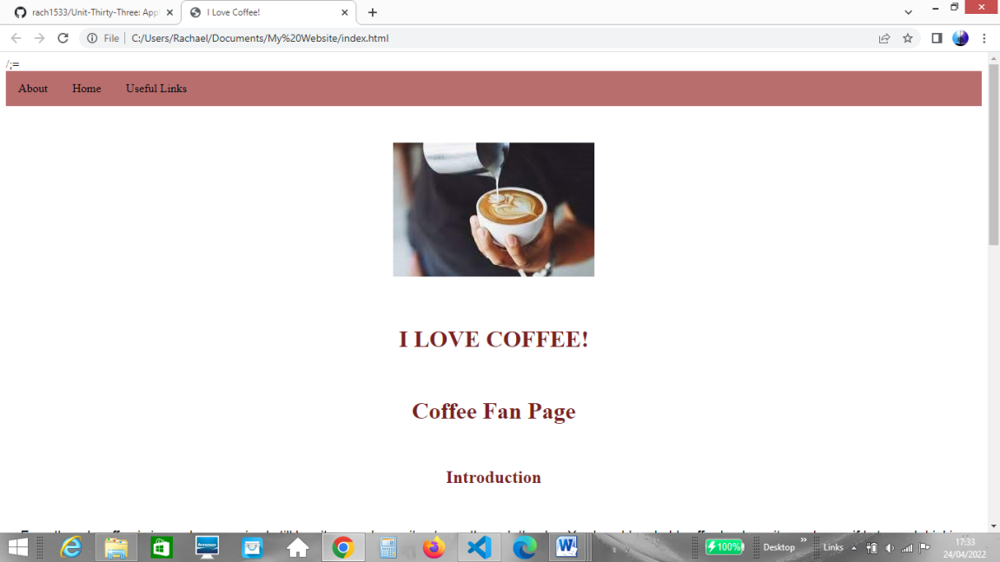 rach1533/Unit-Thirty-Three: App
I Love Coffee!
File
C:/Users/Rachael/Documents/My%20Website/index.html
/;=
About Home Useful Links
I LOVE COFFEE!
Coffee Fan Page
Introduction
100%
Desktop
Links
17:33
24/04/2022